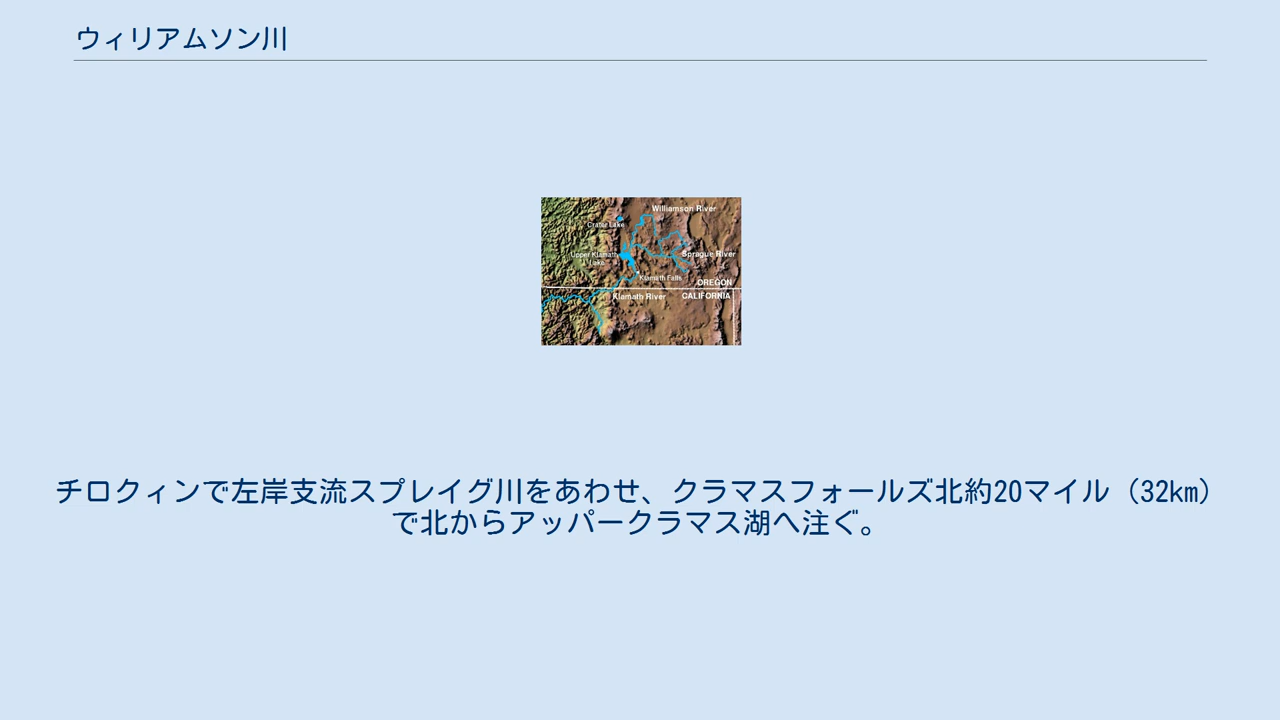 ウィリアムソン川
Williamson River
Crater Lake
Upper Klamath
Lake
Sprague River
Klamath Falls
OREGON
Klamath River
CALIFORNIA
チロクィンで左岸支流スプレイグ川をあわせ、クラマスフォールズ北約20マイル（32km）
で北からアッパークラマス湖へ注ぐ。